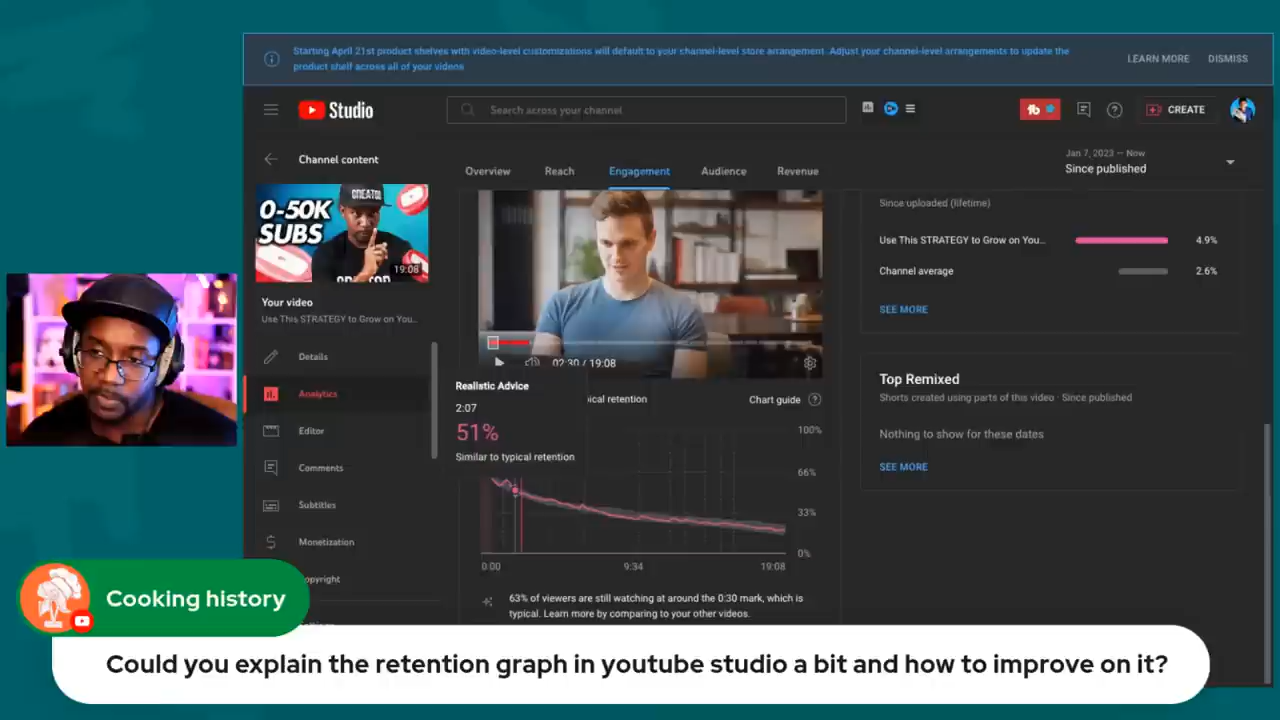 Starting April 21st product shelves with video-level customizations will default to your channel-level store arrangement. Adjust your channel-level arrangements to update the
product shelf across all of your videos
LEARN MORE
DISMISS
Studio
Search across your channel
CREATE
Channel content
Overview
Reach
Engagement
Audience
Revenue
Jan 7, 2023 – Now
Since published
0-50K
SUBS
CREATOR
19:08
Your video
Use This STRATEGY to Grow on You...
Details
Analytics
Editor
Comments
Subtitles
Monetization
opyright
02:30 / 19:08
Realistic Advice
2:07
51%
Similar to typical retention
ical retention
Chart guide
100%
66%
33%
0%
0:00
9:34
19:08
63% of viewers are still watching at around the 0:30 mark, which is
typical. Learn more by comparing to your other videos.
Since uploaded (lifetime)
Use This STRATEGY to Grow on You...
4.9%
Channel average
2.6%
SEE MORE
Top Remixed
Shorts created using parts of this video · Since published
Nothing to show for these dates
SEE MORE
Cooking history
Could you explain the retention graph in youtube studio a bit and how to improve on it?